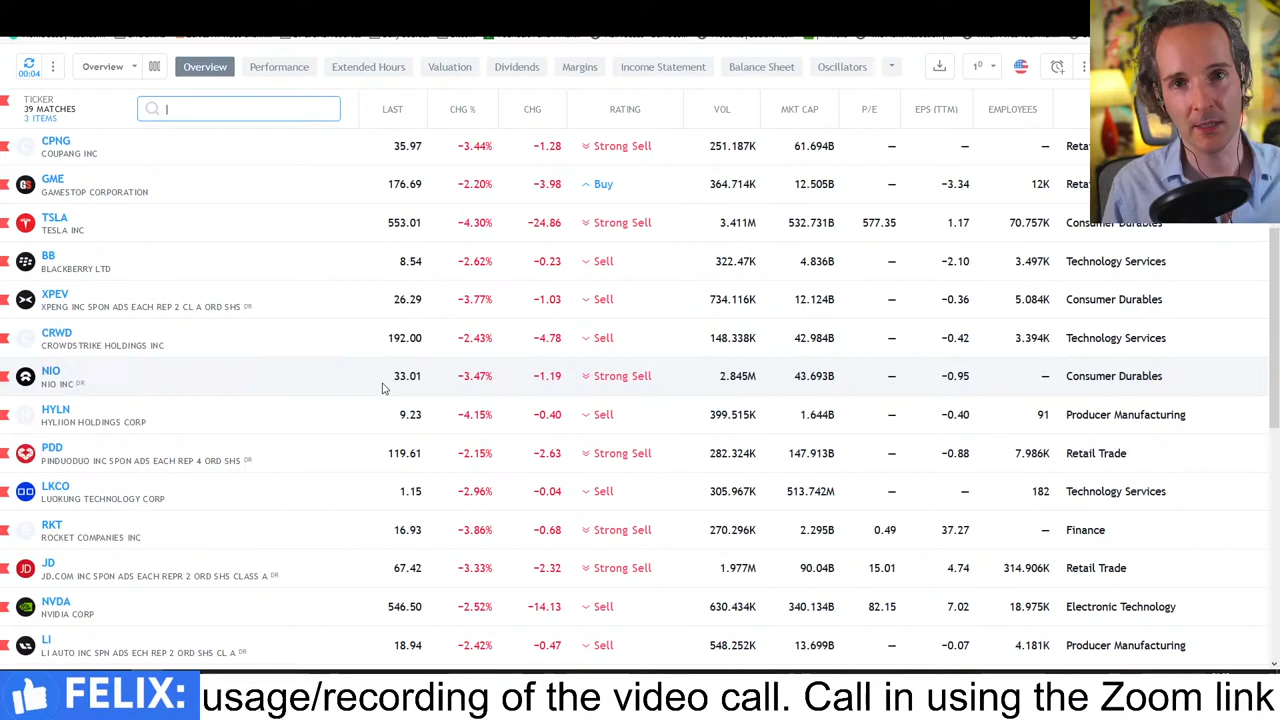 00:04
Overview
Overview
Performance
Extended Hours
Valuation
Dividends
Margins
Income Statement
Balance Sheet
Oscillators
1D
TICKER
39 MATCHES
3 ITEMS
LAST CHG % CHG RATING VOL MKT CAP P/E EPS (TTM) EMPLOYEES
CPNG 35.97 −3.44% −1.28 Strong Sell 251.187K 61.694B — — — Reta
COUPANG INC
GME 176.69 −2.20% −3.98 Buy 364.714K 12.505B — −3.34 12K Reta
GAMESTOP CORPORATION
TSLA 553.01 −4.30% −24.86 Strong Sell 3.411M 532.731B 577.35 1.17 70.757K Consumer Durables
TESLA INC
BB 8.54 −2.62% −0.23 Sell 322.47K 4.836B — −2.10 3.497K Technology Services
BLACKBERRY LTD
XPEV 26.29 −3.77% −1.03 Sell 734.116K 12.124B — −0.36 5.084K Consumer Durables
XPENG INC SPON ADS EACH REP 2 CL A ORD SHS DR
CRWD 192.00 −2.43% −4.78 Sell 148.338K 42.984B — −0.42 3.394K Technology Services
CROWDSTRIKE HOLDINGS INC
NIO 33.01 −3.47% −1.19 Strong Sell 2.845M 43.693B — −0.95 — Consumer Durables
NIO INC DR
HYLN 9.23 −4.15% −0.40 Sell 399.515K 1.644B — −0.40 91 Producer Manufacturing
HYLIION HOLDINGS CORP
PDD 119.61 −2.15% −2.63 Strong Sell 282.324K 147.913B — −0.88 7.986K Retail Trade
PINDUODUO INC SPON ADS EACH REP 4 ORD SHS DR
LKCO 1.15 −2.96% −0.04 Sell 305.967K 513.742M — — 182 Technology Services
LUOKUNG TECHNOLOGY CORP
RKT 16.93 −3.86% −0.68 Strong Sell 270.296K 2.295B 0.49 37.27 — Finance
ROCKET COMPANIES INC
JD 67.42 −3.33% −2.32 Strong Sell 1.977M 90.04B 15.01 4.74 314.906K Retail Trade
JD.COM INC SPON ADS EACH REPR 2 ORD SHS CLASS A DR
NVDA 546.50 −2.52% −14.13 Sell 630.434K 340.134B 82.15 7.02 18.975K Electronic Technology
NVIDIA CORP
LI 18.94 −2.42% −0.47 Sell 548.252K 13.699B — −0.07 4.181K Producer Manufacturing
LI AUTO INC SPN ADS EACH REP 2 ORD SHS CL A DR
FELIX: usage/recording of the video call. Call in using the Zoom link